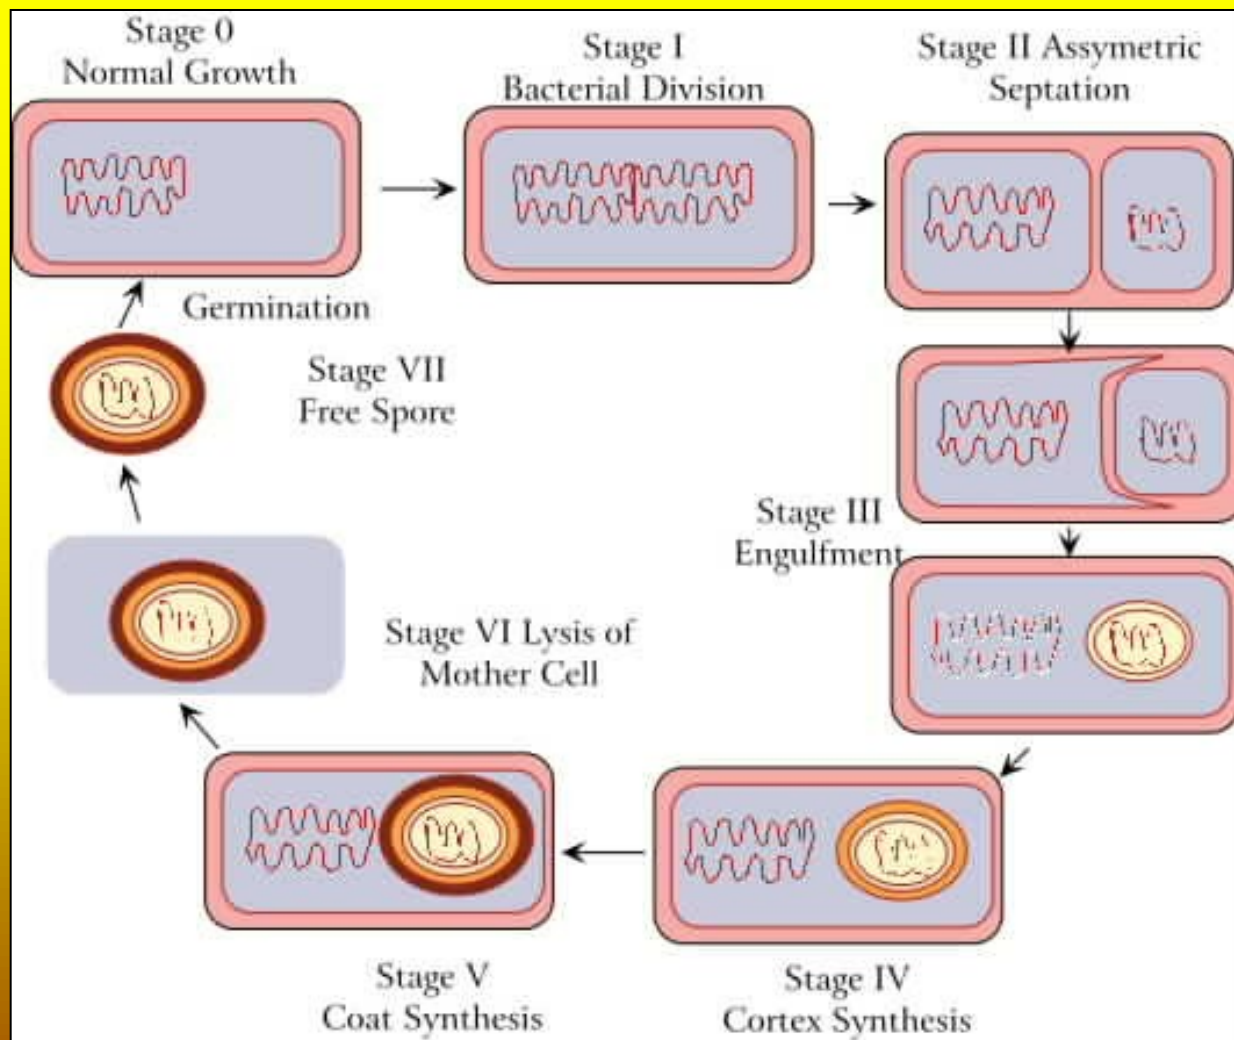 Stage 0
Normal Growth
Stage I
Bacterial Division
Stage II Assymetric
Septation
Germination
Stage VII
Free Spore
Stage III
Engulfment
Stage VI Lysis of
Mother Cell
Stage V
Coat Synthesis
Stage IV
Cortex Synthesis